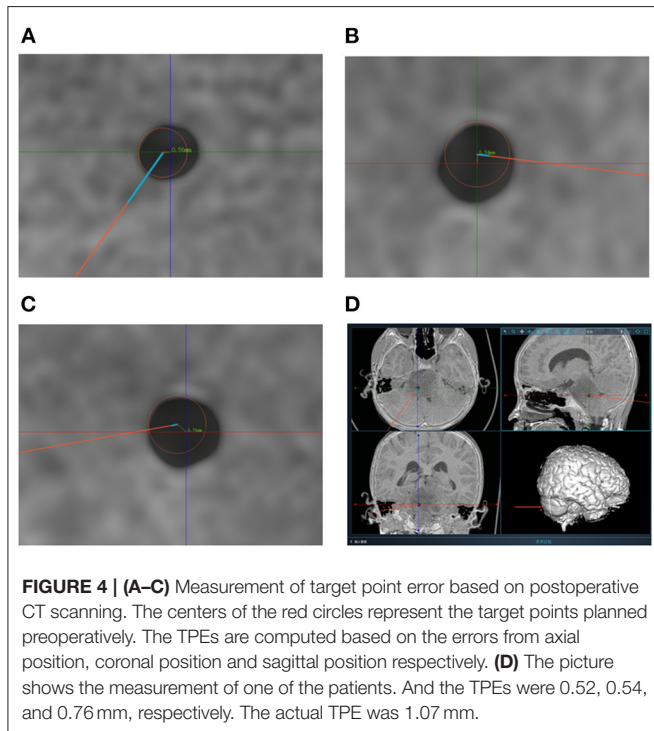 A
B
0.56mm
C
D
FIGURE 4 | (A–C) Measurement of target point error based on postoperative
CT scanning. The centers of the red circles represent the target points planned
preoperatively. The TPEs are computed based on the errors from axial
position, coronal position and sagittal position respectively. (D) The picture
shows the measurement of one of the patients. And the TPEs were 0.52, 0.54,
and 0.76 mm, respectively. The actual TPE was 1.07 mm.